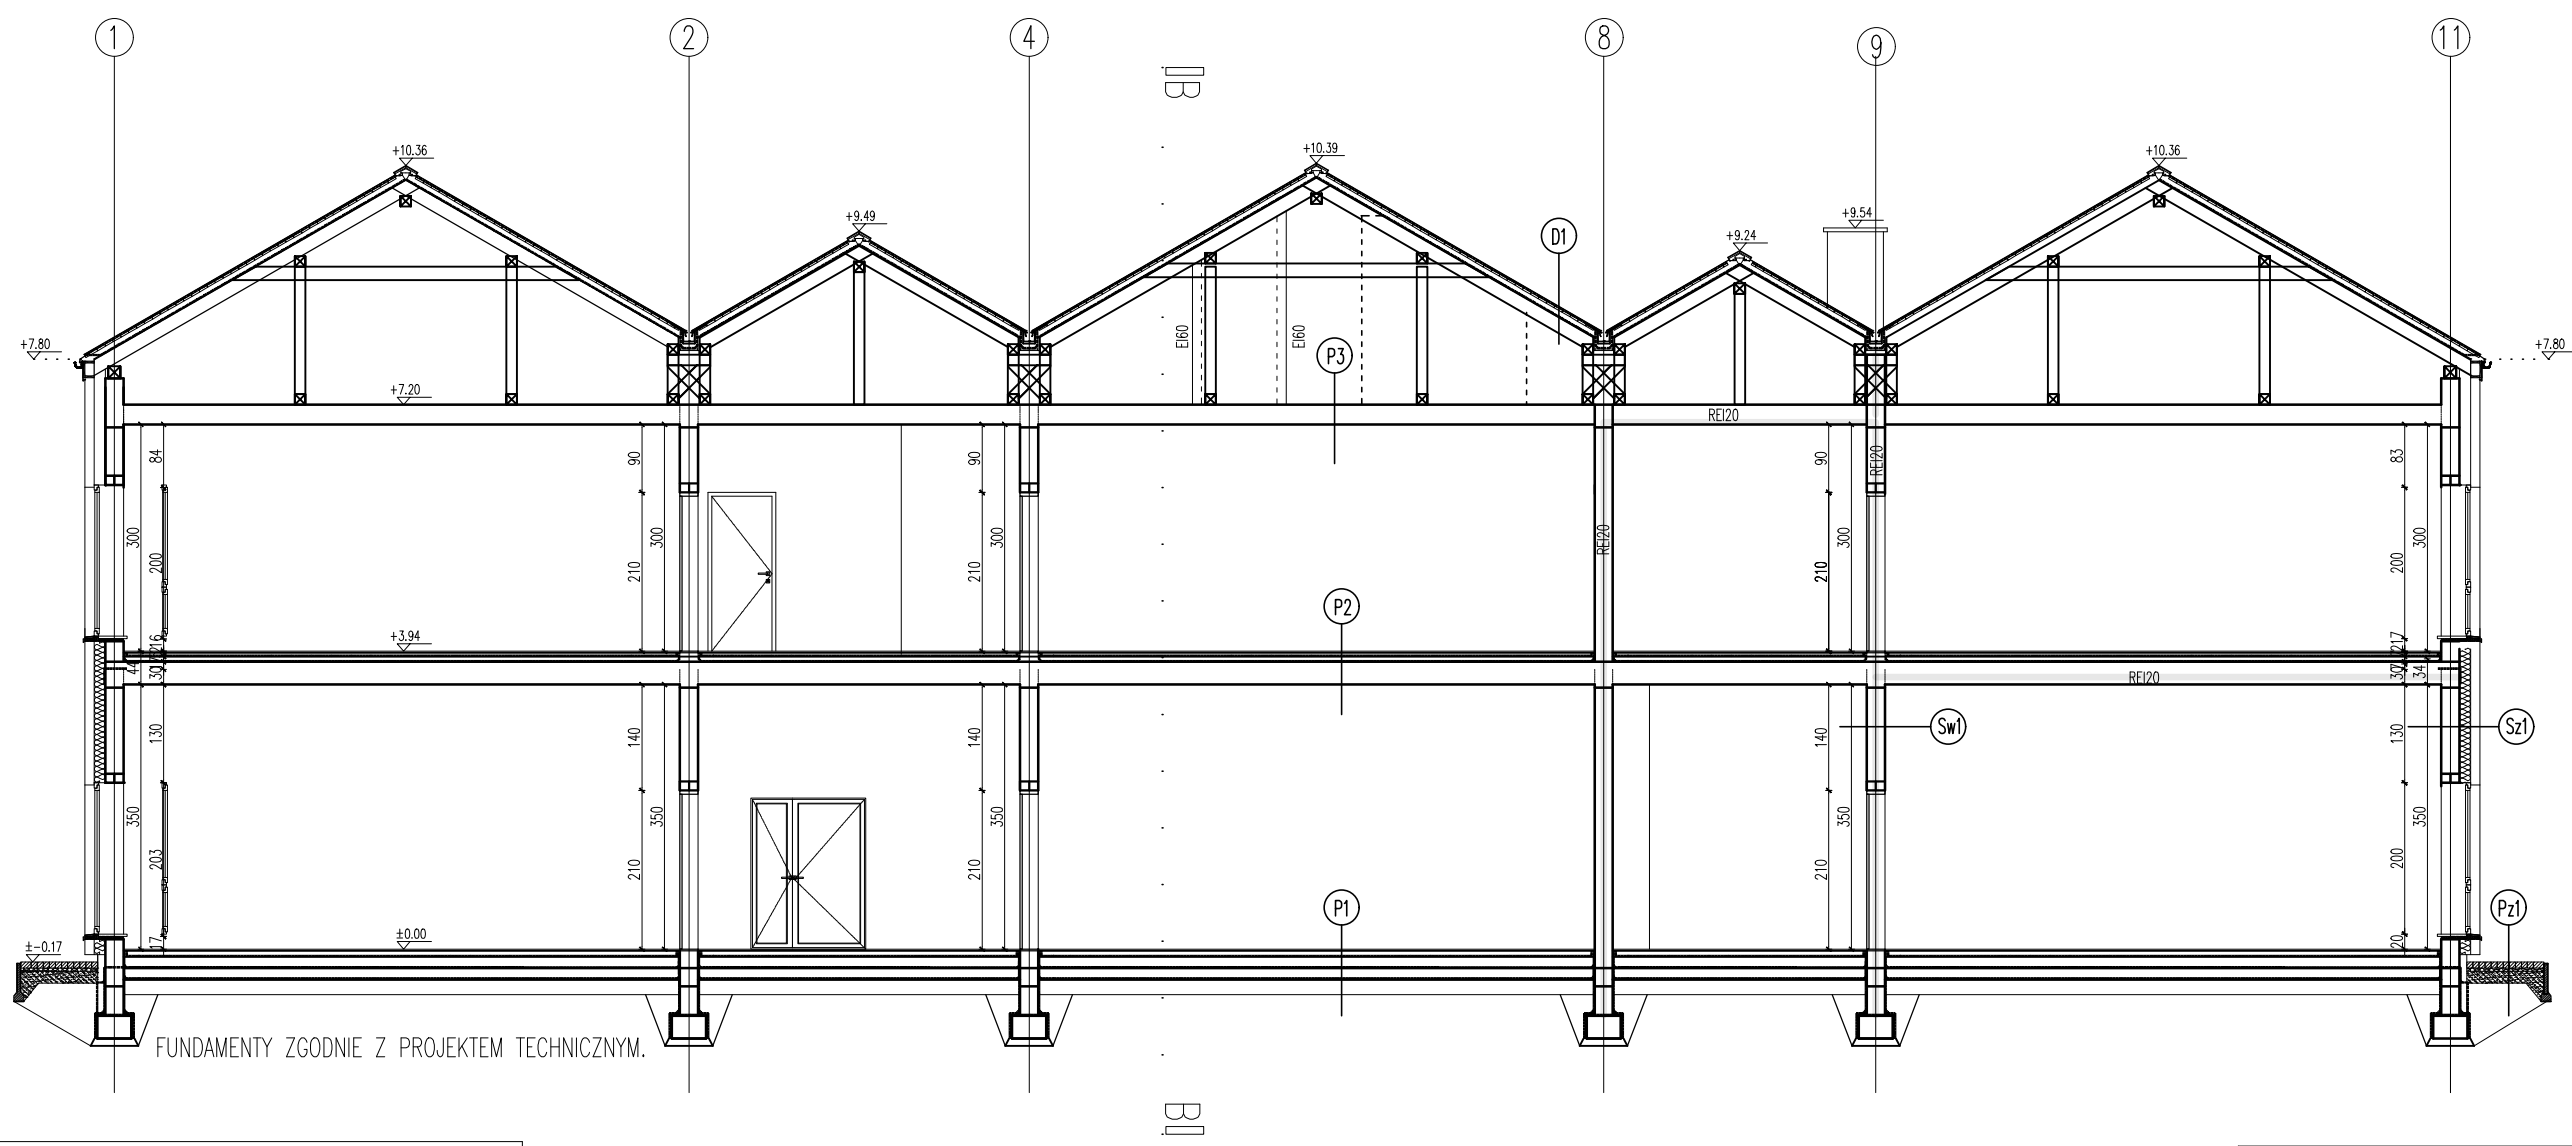 1 2 4 8 9 11
B
+10.36 +10.39 +10.36
+9.49 +9.54
D1 +9.24
+7.80 EI60 EI60 P3 +7.80
+7.20
REI20
84 90 90 90 REI20 83
300 200 210 300 210 300 REI20 210 300 200 300
P2
+3.94
16 17
44 30 30 34
REI20
130 140 140 140 Sw1 130 Sz1
350 203 210 350 210 350 210 350 200 350
P1 Pz1
±-0.17 17 ±0.00 20
FUNDAMENTY ZGODNIE Z PROJEKTEM TECHNICZNYM.
B